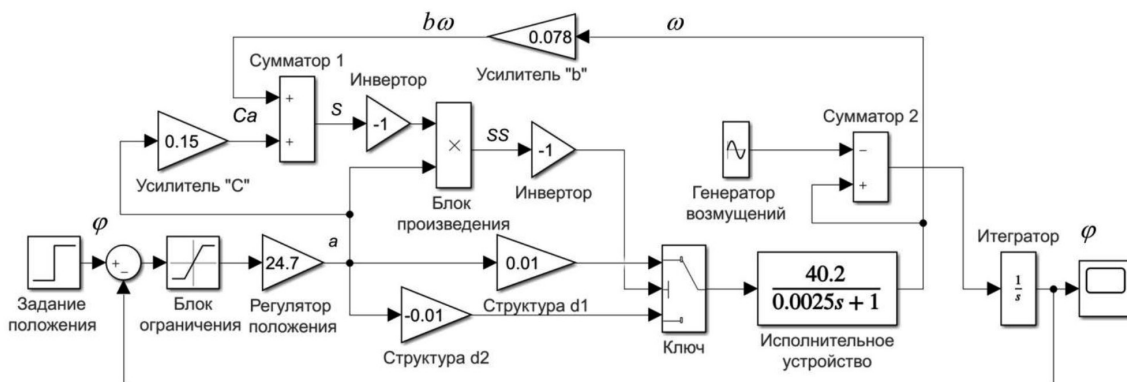 bω
ω
0.078
Усилитель "b"
Сумматор 1
Инвертор
+
+
Ca
S
-1
SS
-1
0.15
Усилитель "C"
×
Блок
произведения
Инвертор
Сумматор 2
−
+
Генератор
возмущений
φ
+
−
Задание
положения
Блок
ограничения
24.7
Регулятор
положения
a
0.01
Структура d1
-0.01
Структура d2
Ключ
40.2
0.0025s + 1
Исполнительное
устройство
Итегратор
1
s
φ